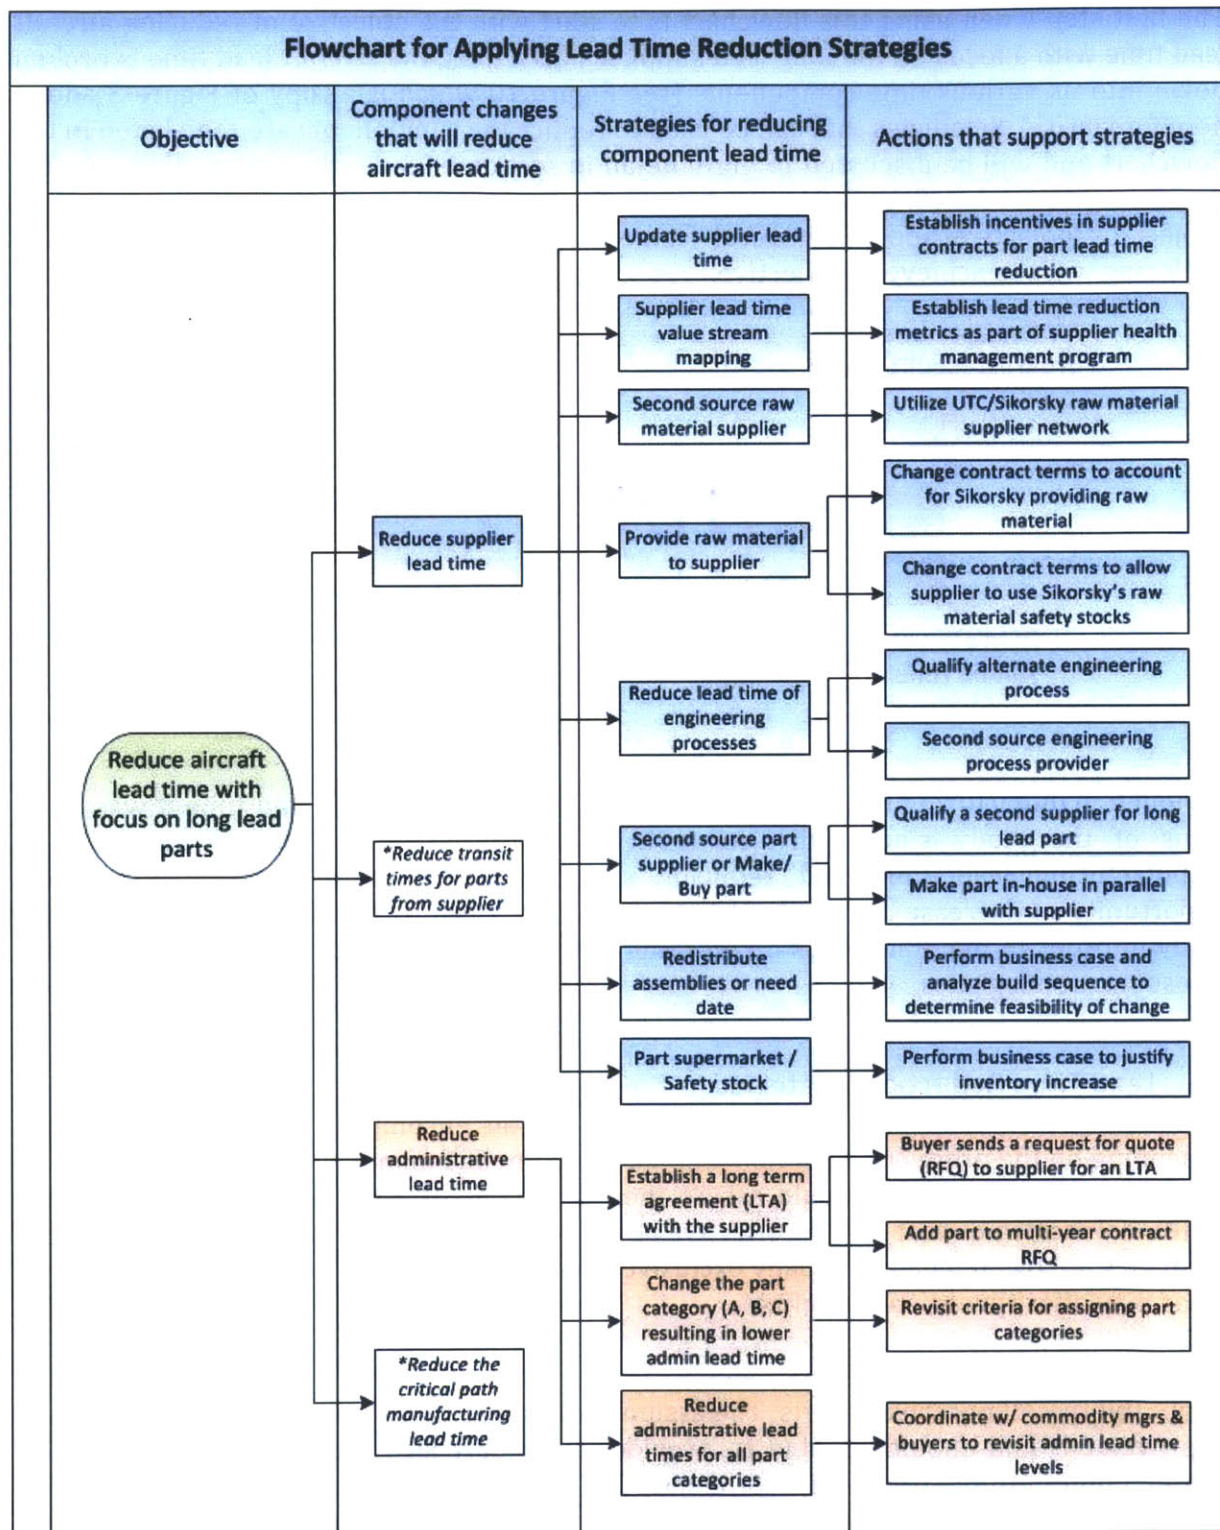 Flowchart for Applying Lead Time Reduction Strategies
Objective
Component changes
that will reduce
aircraft lead time
Strategies for reducing
component lead time
Actions that support strategies
Reduce aircraft
lead time with
focus on long lead
parts
Reduce supplier
lead time
*Reduce transit
times for parts
from supplier
Reduce
administrative
lead time
*Reduce the
critical path
manufacturing
lead time
Update supplier lead
time
Supplier lead time
value stream
mapping
Second source raw
material supplier
Provide raw material
to supplier
Reduce lead time of
engineering
processes
Second source part
supplier or Make/
Buy part
Redistribute
assemblies or need
date
Part supermarket /
Safety stock
Establish a long term
agreement (LTA)
with the supplier
Change the part
category (A, B, C)
resulting in lower
admin lead time
Reduce
administrative lead
times for all part
categories
Establish incentives in supplier
contracts for part lead time
reduction
Establish lead time reduction
metrics as part of supplier health
management program
Utilize UTC/Sikorsky raw material
supplier network
Change contract terms to account
for Sikorsky providing raw
material
Change contract terms to allow
supplier to use Sikorsky's raw
material safety stocks
Qualify alternate engineering
process
Second source engineering
process provider
Qualify a second supplier for long
lead part
Make part in-house in parallel
with supplier
Perform business case and
analyze build sequence to
determine feasibility of change
Perform business case to justify
inventory increase
Buyer sends a request for quote
(RFQ) to supplier for an LTA
Add part to multi-year contract
RFQ
Revisit criteria for assigning part
categories
Coordinate w/ commodity mgrs &
buyers to revisit admin lead time
levels